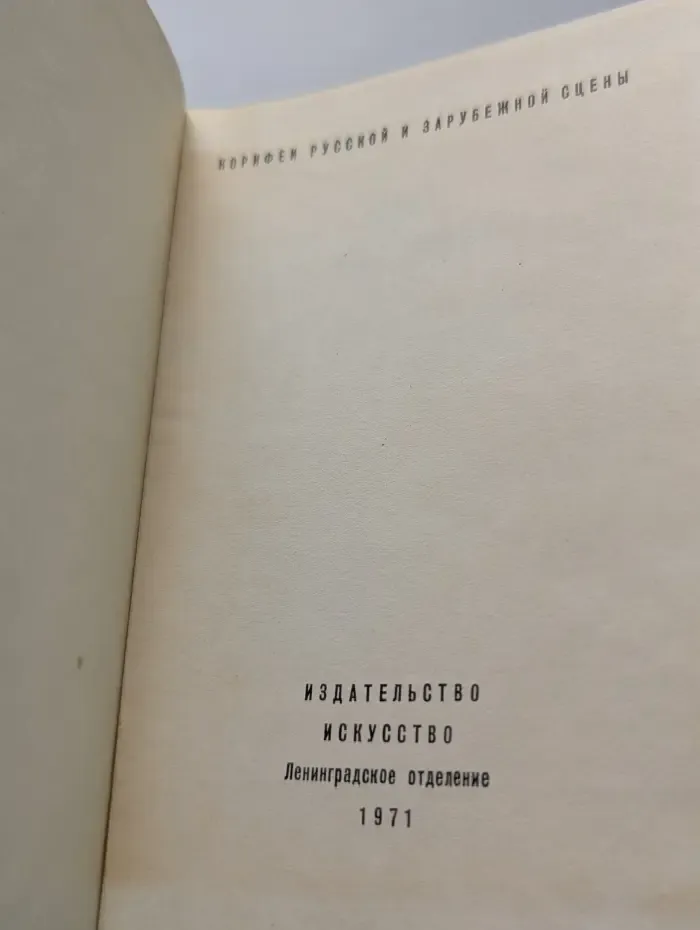 КОРИФЕИ РУССКОЙ И ЗАРУБЕЖНОЙ СЦЕНЫ
ИЗДАТЕЛЬСТВО
ИСКУССТВО
Ленинградское отделение
1971